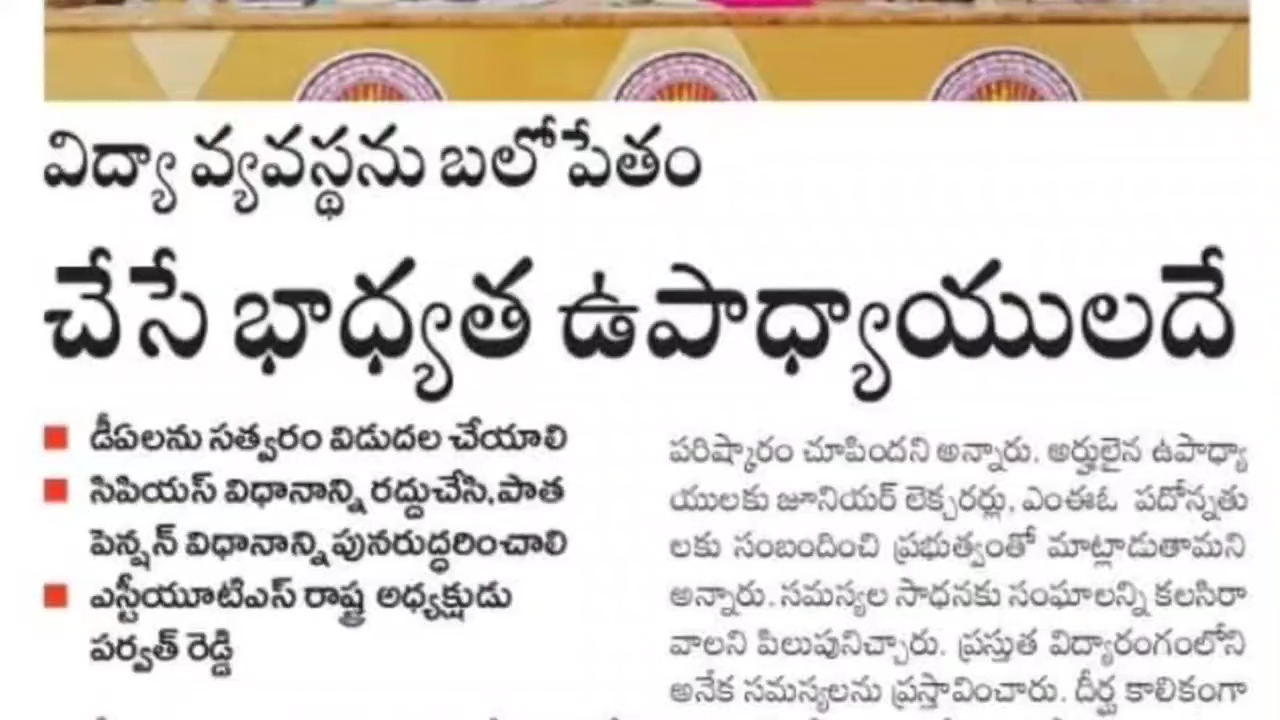 విద్యా వ్యవస్థను బలోపేతం
చేసే భాధ్యత ఉపాధ్యాయులదే
డీఏలను సత్వరం విడుదల చేయాలి
సిపియస్ విధానాన్ని రద్దుచేసి,పాత
పెన్షన్ విధానాన్ని పునరుద్ధరించాలి
ఎస్టీయూటిఎస్ రాష్ట్ర అధ్యక్షుడు
పర్వత్ రెడ్డి
పరిష్కారం చూపిందని అన్నారు. అర్హులైన ఉపాధ్యా
యులకు జూనియర్ లెక్చరర్లు, ఎంఈఓ పదోన్నతు
లకు సంబందించి ప్రభుత్వంతో మాట్లాడుతామని
అన్నారు. సమస్యల సాధనకు సంఘాలన్ని కలసిరా
వాలని పిలుపునిచ్చారు. ప్రస్తుత విద్యారంగంలోని
అనేక సమస్యలను ప్రస్తావించారు. దీర్ఘ కాలికంగా